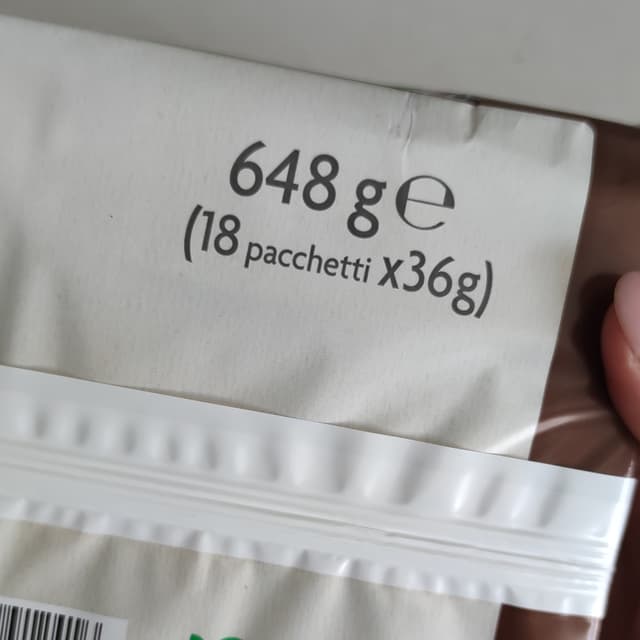 648 g ℮
(18 pacchetti x36g)